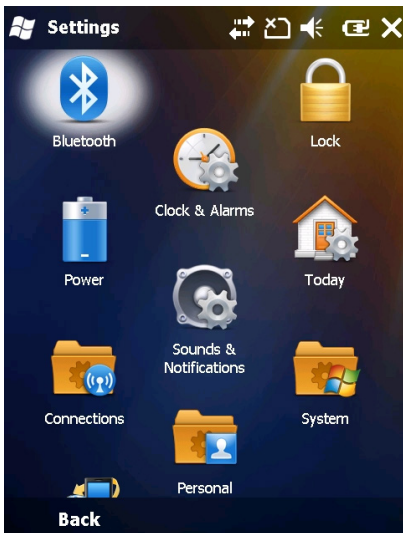 Settings
Bluetooth
Lock
Clock & Alarms
Power
Today
Sounds &
Notifications
Connections
System
Personal
Back